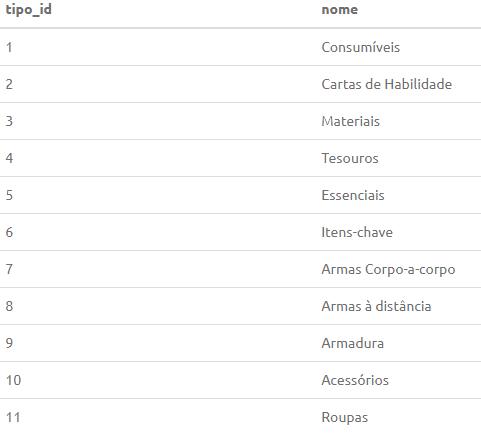 tipo_id nome
1 Consumíveis
2 Cartas de Habilidade
3 Materiais
4 Tesouros
5 Essenciais
6 Itens-chave
7 Armas Corpo-a-corpo
8 Armas à distância
9 Armadura
10 Acessórios
11 Roupas